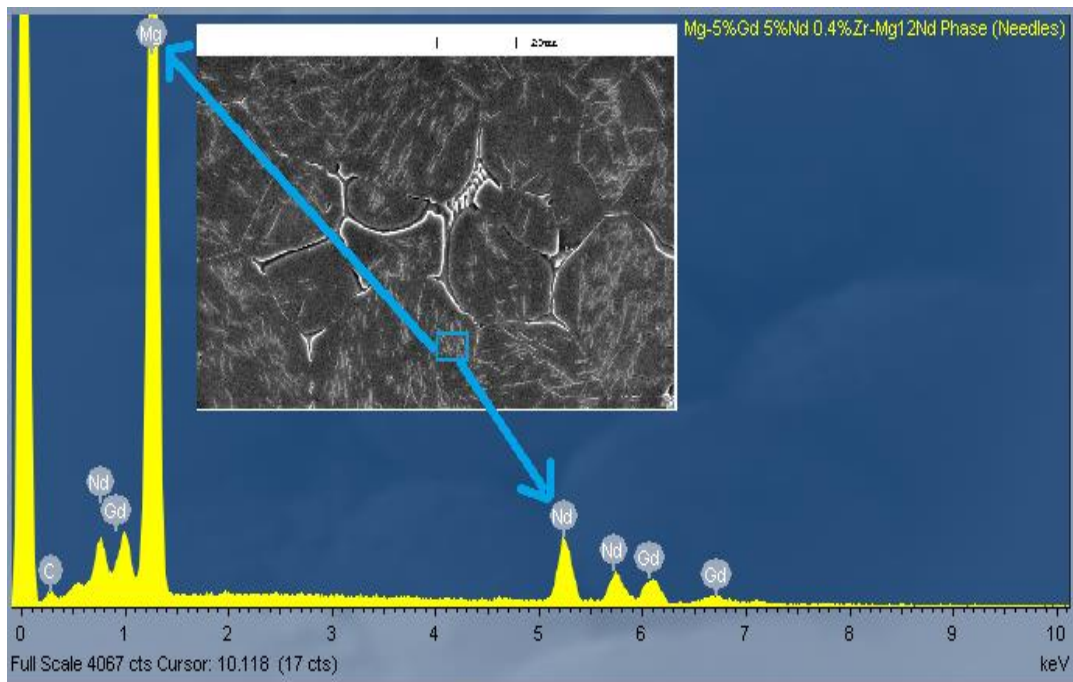 Mg
Mg-5%Gd 5%Nd 0.4%Zr-Mg12Nd Phase (Needles)
Nd
Gd
C
Nd
Nd
Gd
Gd
0 1 2 3 4 5 6 7 8 9 10
Full Scale 4067 cts Cursor: 10.118 (17 cts) keV